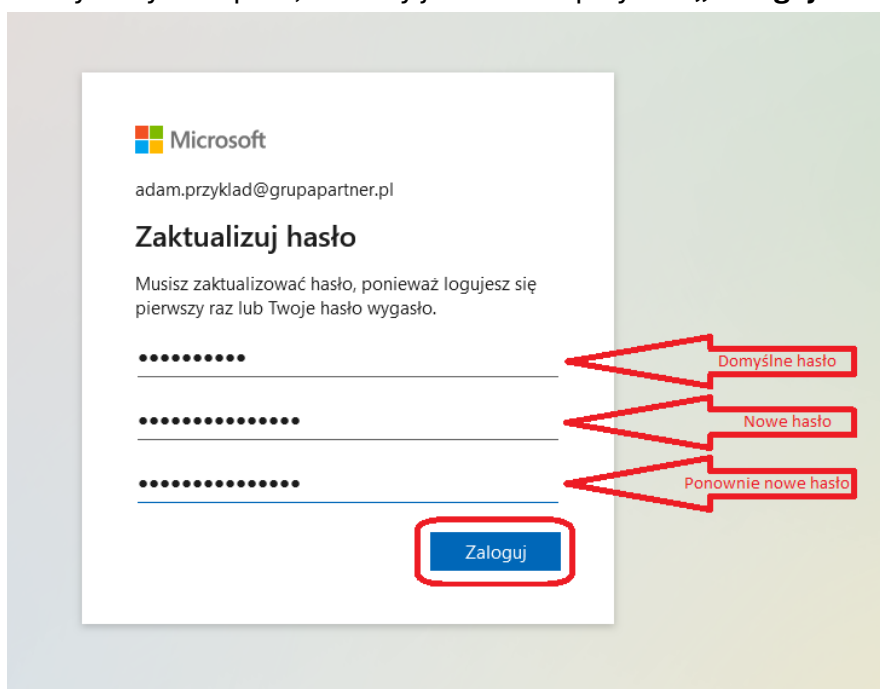 Microsoft
adam.przyklad@grupapartner.pl
Zaktualizuj hasło
Musisz zaktualizować hasło, ponieważ logujesz się
pierwszy raz lub Twoje hasło wygasło.
••••••••••
Domyślne hasło
•••••••••••••••
Nowe hasło
•••••••••••••••
Ponownie nowe hasło
Zaloguj